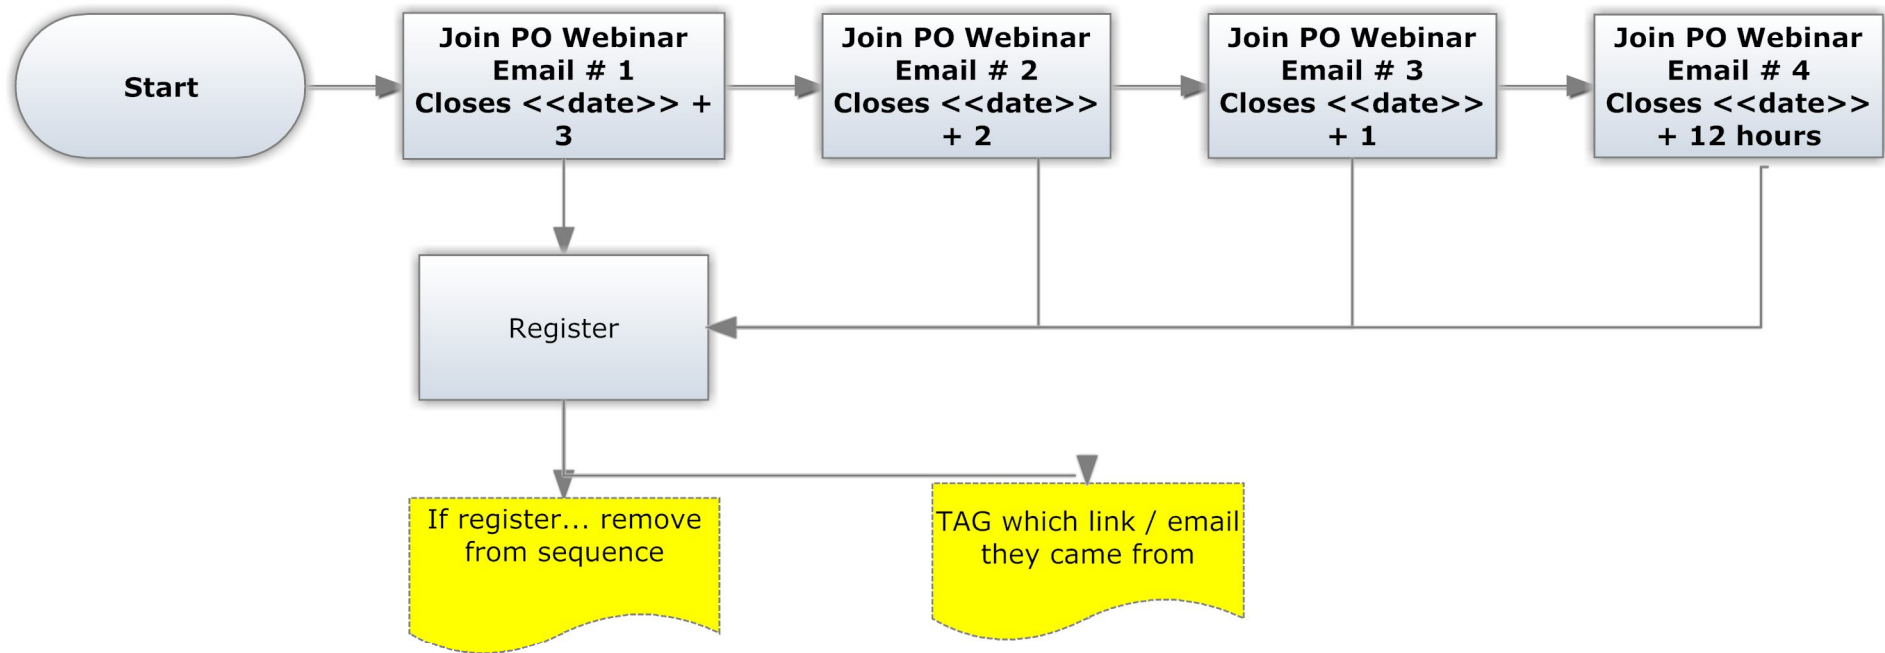 Start
Join PO Webinar
Email # 1
Closes <<date>> +
3
Join PO Webinar
Email # 2
Closes <<date>>
+ 2
Join PO Webinar
Email # 3
Closes <<date>>
+ 1
Join PO Webinar
Email # 4
Closes <<date>>
+ 12 hours
Register
If register... remove
from sequence
TAG which link / email
they came from